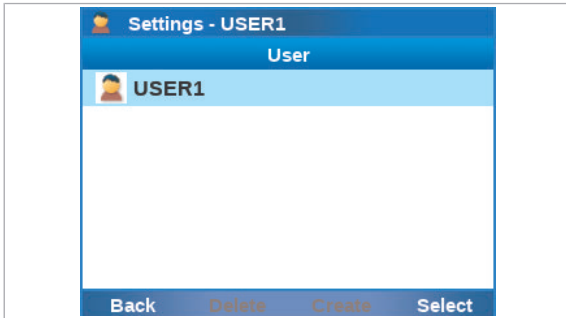 Settings - USER1
User
USER1
Back Delete Create Select